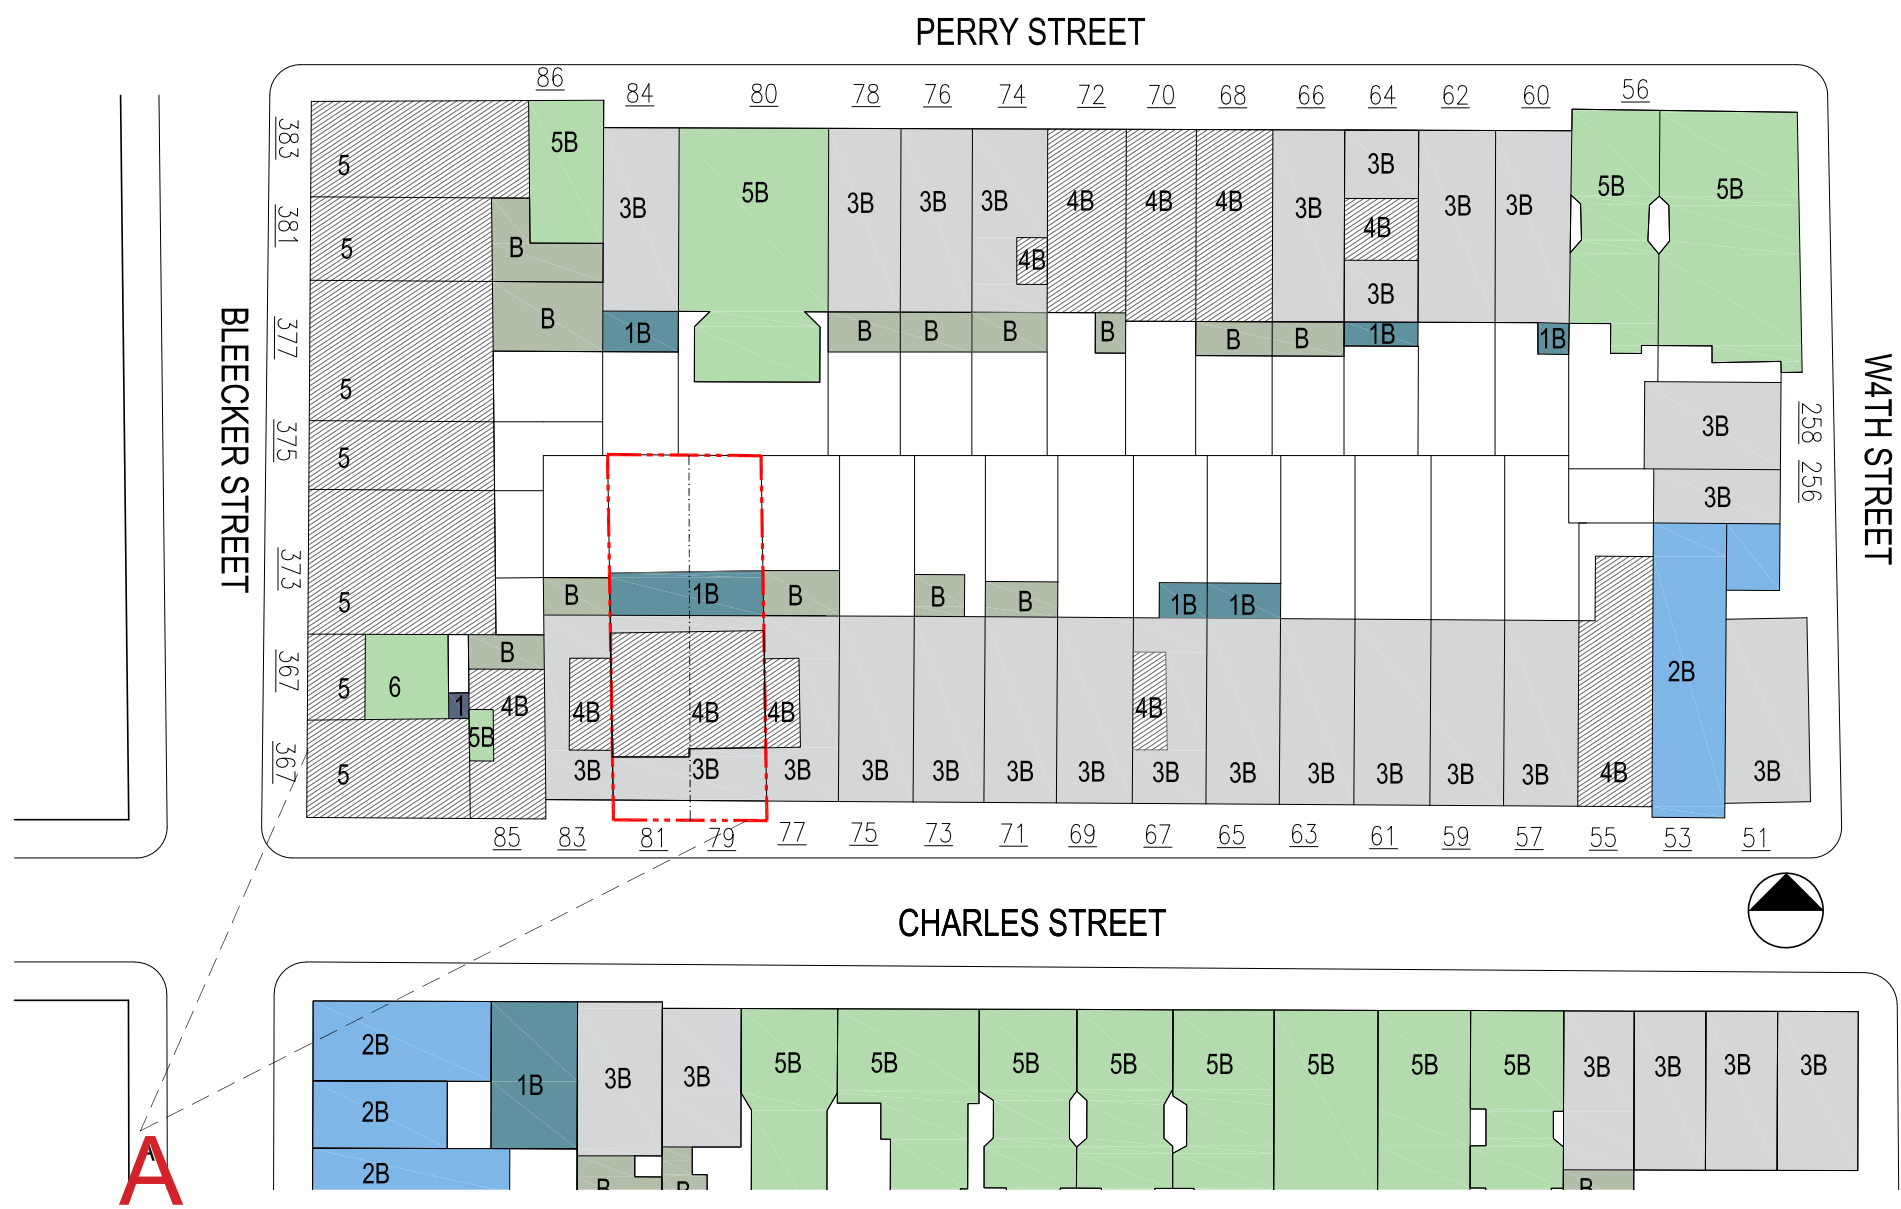 PERRY STREET
86 84 80 78 76 74 72 70 68 66 64 62 60 56
383 381 377 375 373 367 367
BLEECKER STREET
5 5B 3B 5B 3B 3B 3B 4B 4B 4B 4B 3B 3B 4B 3B 3B 3B 5B 5B
5 B
5 B 1B B B B B B B 1B 1B
5
5
258 256
W4TH STREET
3B
3B
B 1B B B B 1B 1B
5 6 1 B 4B 5B 4B 4B 4B 4B 2B
5 3B 3B 3B 3B 3B 3B 3B 3B 3B 3B 3B 3B 3B 4B 3B
85 83 81 79 77 75 73 71 69 67 65 63 61 59 57 55 53 51
CHARLES STREET
2B 1B 3B 3B 5B 5B 5B 5B 5B 5B 5B 5B 3B 3B 3B 3B
2B
2B B B B
A
A